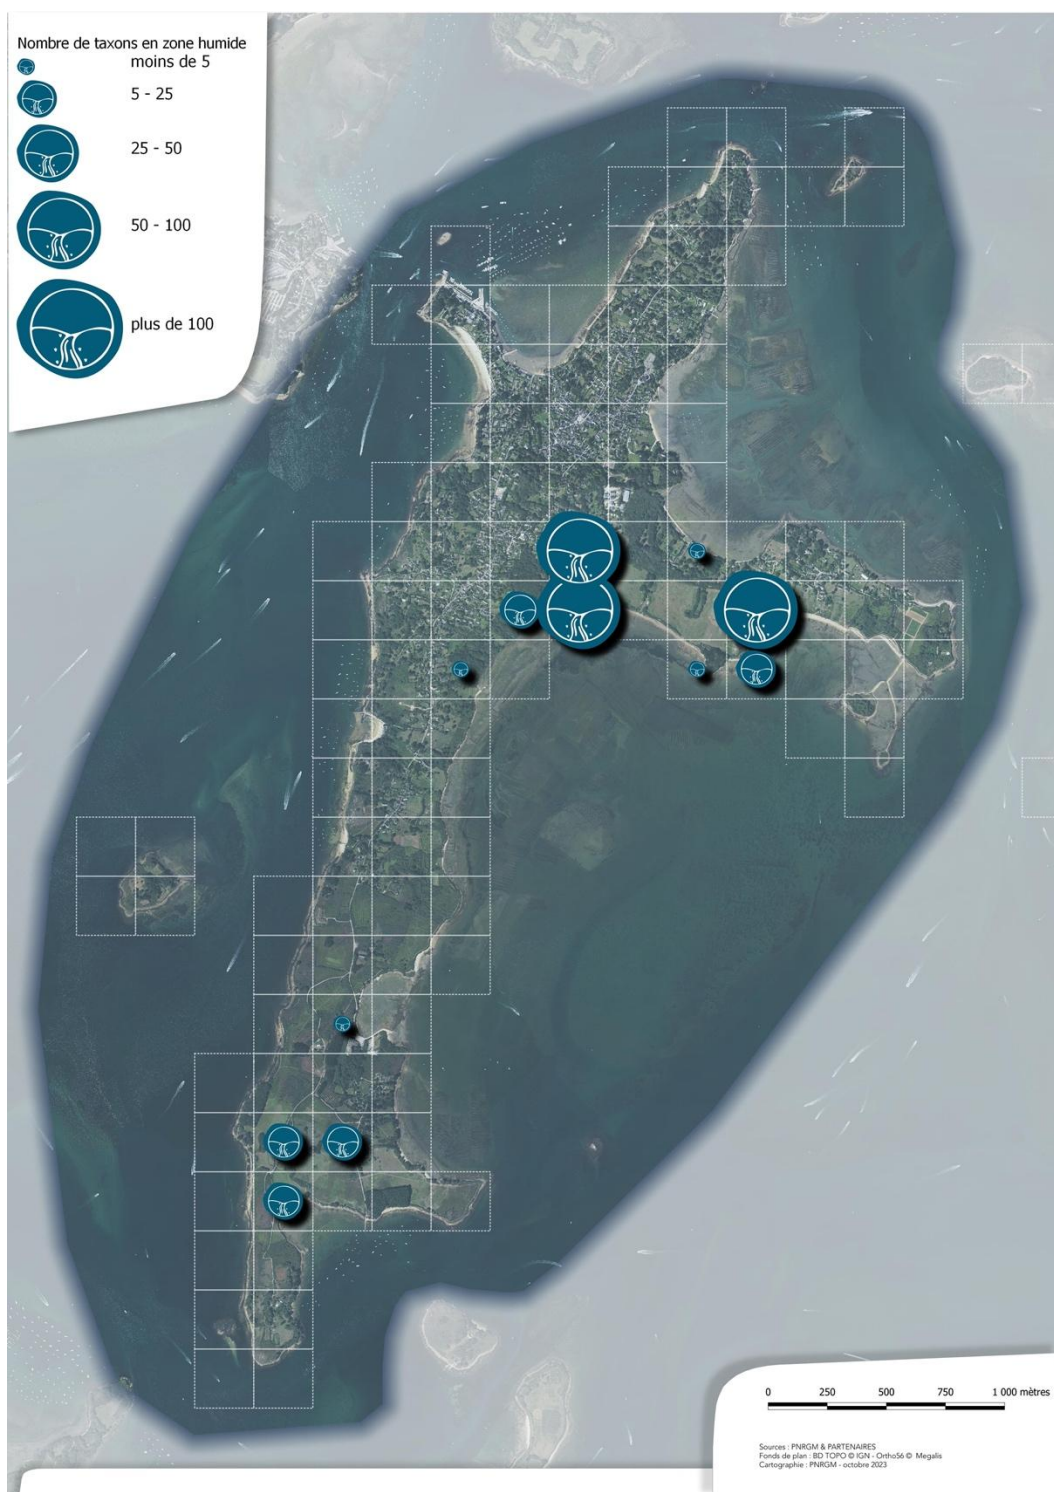 Nombre de taxons en zone humide
moins de 5
5 - 25
25 - 50
50 - 100
plus de 100
0 250 500 750 1 000 mètres
Sources : PNRGM & PARTENAIRES
Fonds de plan : BD TOPO © IGN - Ortho56 © Megalis
Cartographie : PNRGM - octobre 2023